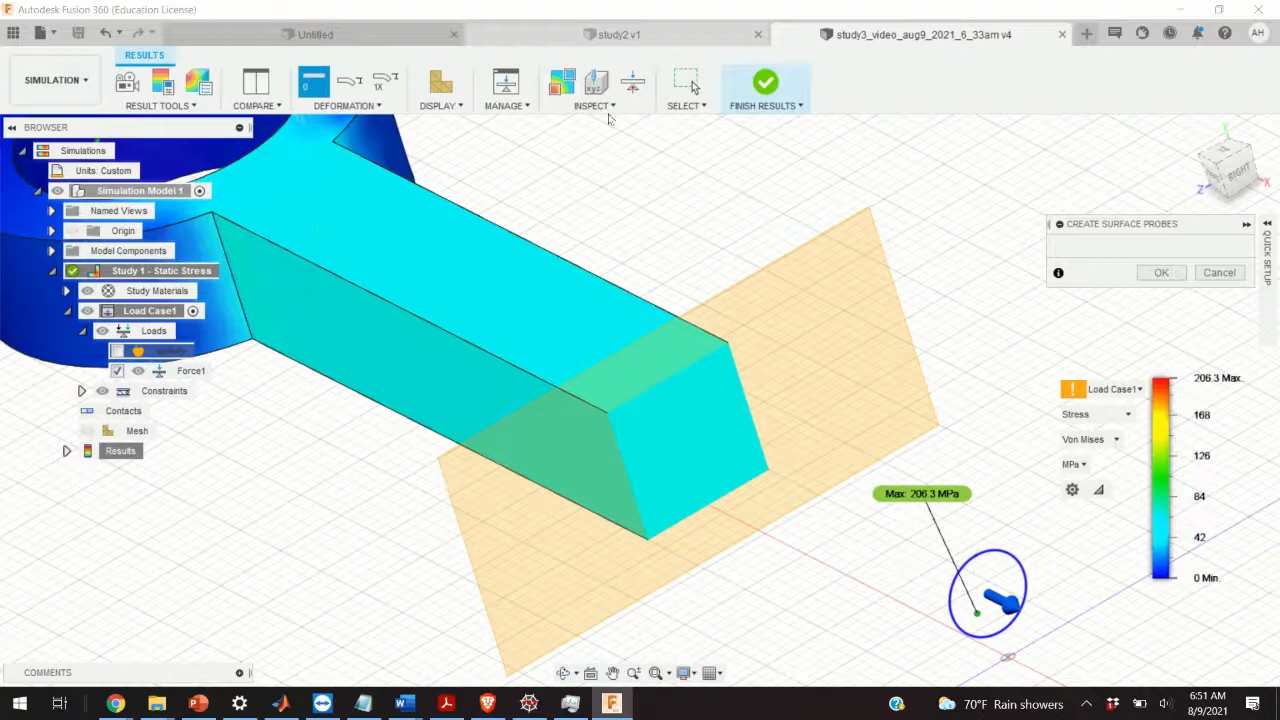 Autodesk Fusion 360 (Education License)
Untitled
study2 v1
study3_video_aug9_2021_6_33am v4
AH
RESULTS
SIMULATION
RESULT TOOLS
COMPARE
DEFORMATION
DISPLAY
MANAGE
INSPECT
SELECT
FINISH RESULTS
0
1X
xyz
BROWSER
Simulations
Units: Custom
Simulation Model 1
Named Views
Origin
Model Components
Study 1 - Static Stress
Study Materials
Load Case1
Loads
Force1
Constraints
Contacts
Mesh
Results
COMMENTS
RIGHT
Y
Z
X
CREATE SURFACE PROBES
OK
Cancel
QUICK SETUP
Load Case1
Stress
Von Mises
MPa
206.3 Max.
168
126
84
42
0 Min.
Max: 206.3 MPa
70°F Rain showers
6:51 AM
8/9/2021